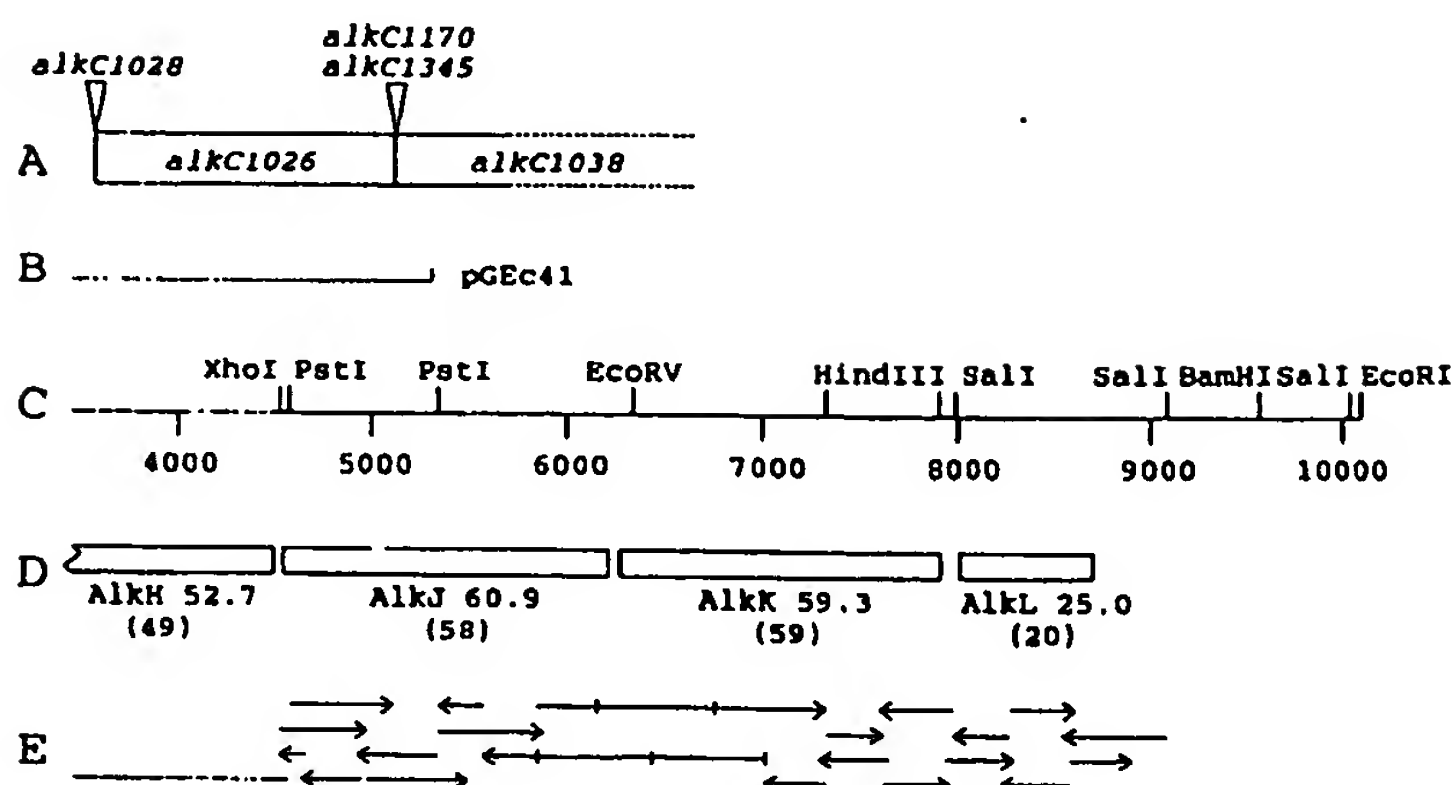 alkC1170
alkC1028 alkC1345
A alkC1026 alkC1038
B pGEc41
XhoI PstI PstI EcoRV HindIII SalI SalI BamHI SalI EcoRI
C
4000 5000 6000 7000 8000 9000 10000
D
AlkH 52.7 AlkJ 60.9 AlkK 59.3 AlkL 25.0
(49) (58) (59) (20)
E